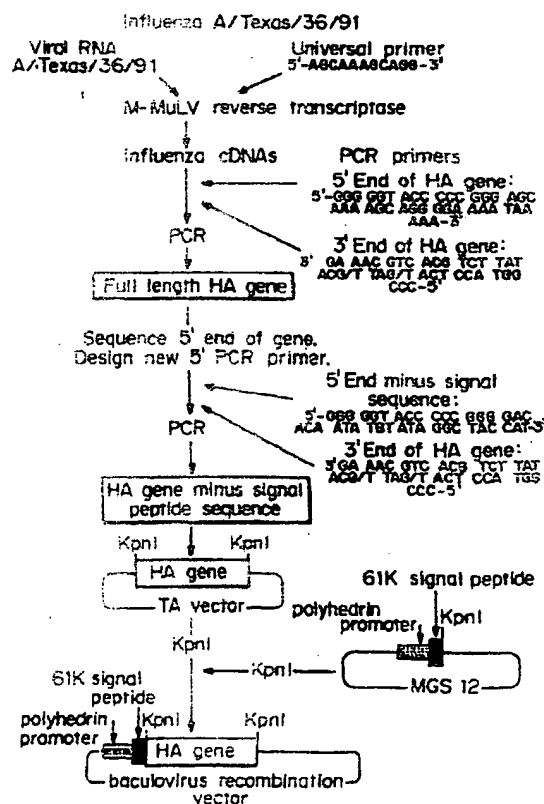 Influenza A/Texas/36/91
Viral RNA
A/Texas/36/91
Universal primer
5'-AGCAAAGCAGG-3'
M-MuLV reverse transcriptase
Influenza cDNAs
PCR primers
5' End of HA gene:
5'-GGG GGT ACC CCC GGG AGC
AAA AGC AGG GGA AAA TAA
AAA-3'
3' End of HA gene:
3' GA AAC GTC ACG TCT TAT
ACG/T TAG/T ACT CCA TGG
CCC-5'
PCR
Full length HA gene
Sequence 5' end of gene.
Design new 5' PCR primer.
5' End minus signal
sequence:
5'-GGG GGT ACC CCC GGG GAC
ACA ATA TGT ATA GGC TAC CAT-3'
3' End of HA gene:
3'GA AAC GTC ACG TCT TAT
ACG/T TAG/T ACT CCA TGG
CCC-5'
PCR
HA gene minus signal
peptide sequence
KpnI KpnI
HA gene
TA vector
61K signal peptide
polyhedrin
promoter
KpnI
MGS 12
KpnI
KpnI
61K signal
peptide
polyhedrin
promoter
KpnI KpnI
HA gene
baculovirus recombination
vector